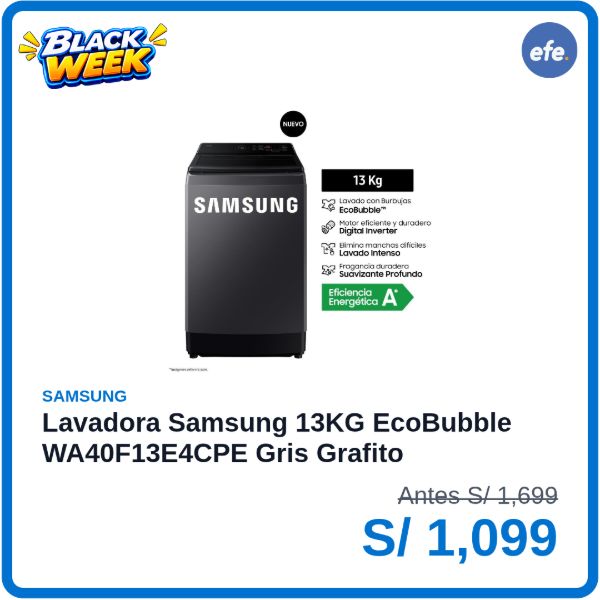 BLACK
WEEK
efe.
NUEVO
SAMSUNG
13 Kg
Lavado con Burbujas
EcoBubble™
Motor eficiente y duradero
Digital Inverter
Elimina manchas difíciles
Lavado Intenso
Fragancia duradera
Suavizante Profundo
Eficiencia
Energética A*
SAMSUNG
Lavadora Samsung 13KG EcoBubble
WA40F13E4CPE Gris Grafito
Antes S/ 1,699
S/ 1,099